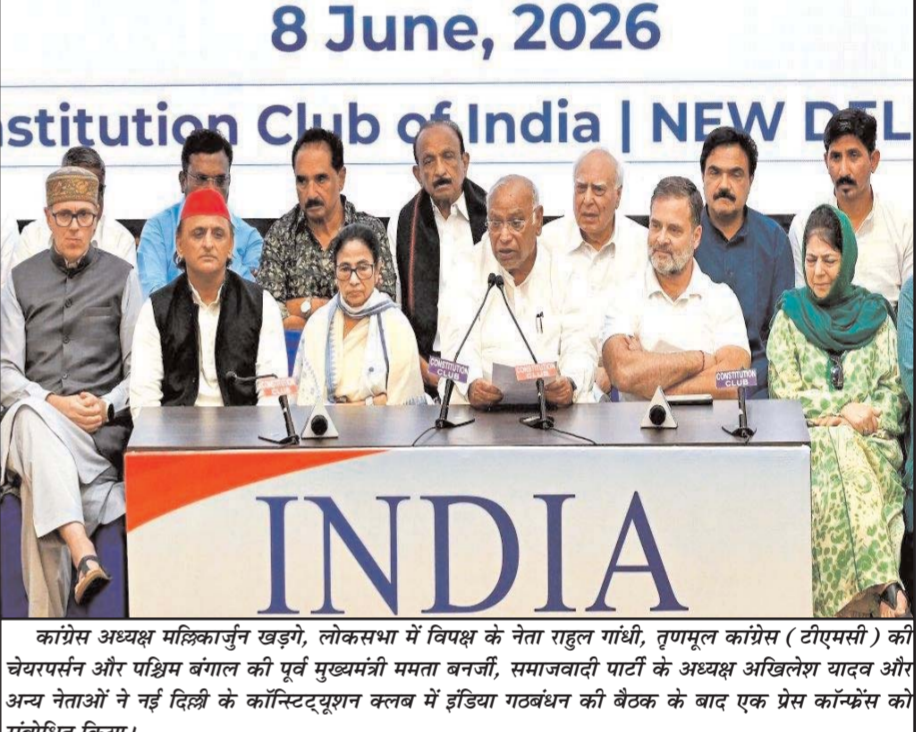 8 June, 2026
nstitution Club of India | NEW DEL
CONSTITUTION CLUB
CONSTITUTION CLUB
CONSTITUTION CLUB
INDIA
कांग्रेस अध्यक्ष मल्लिकार्जुन खड़गे, लोकसभा में विपक्ष के नेता राहुल गांधी, तृणमूल कांग्रेस ( टीएमसी ) की
चेयरपर्सन और पश्चिम बंगाल की पूर्व मुख्यमंत्री ममता बनर्जी, समाजवादी पार्टी के अध्यक्ष अखिलेश यादव और
अन्य नेताओं ने नई दिल्ली के कॉन्स्टिट्यूशन क्लब में इंडिया गठबंधन की बैठक के बाद एक प्रेस कॉन्फ्रेंस को